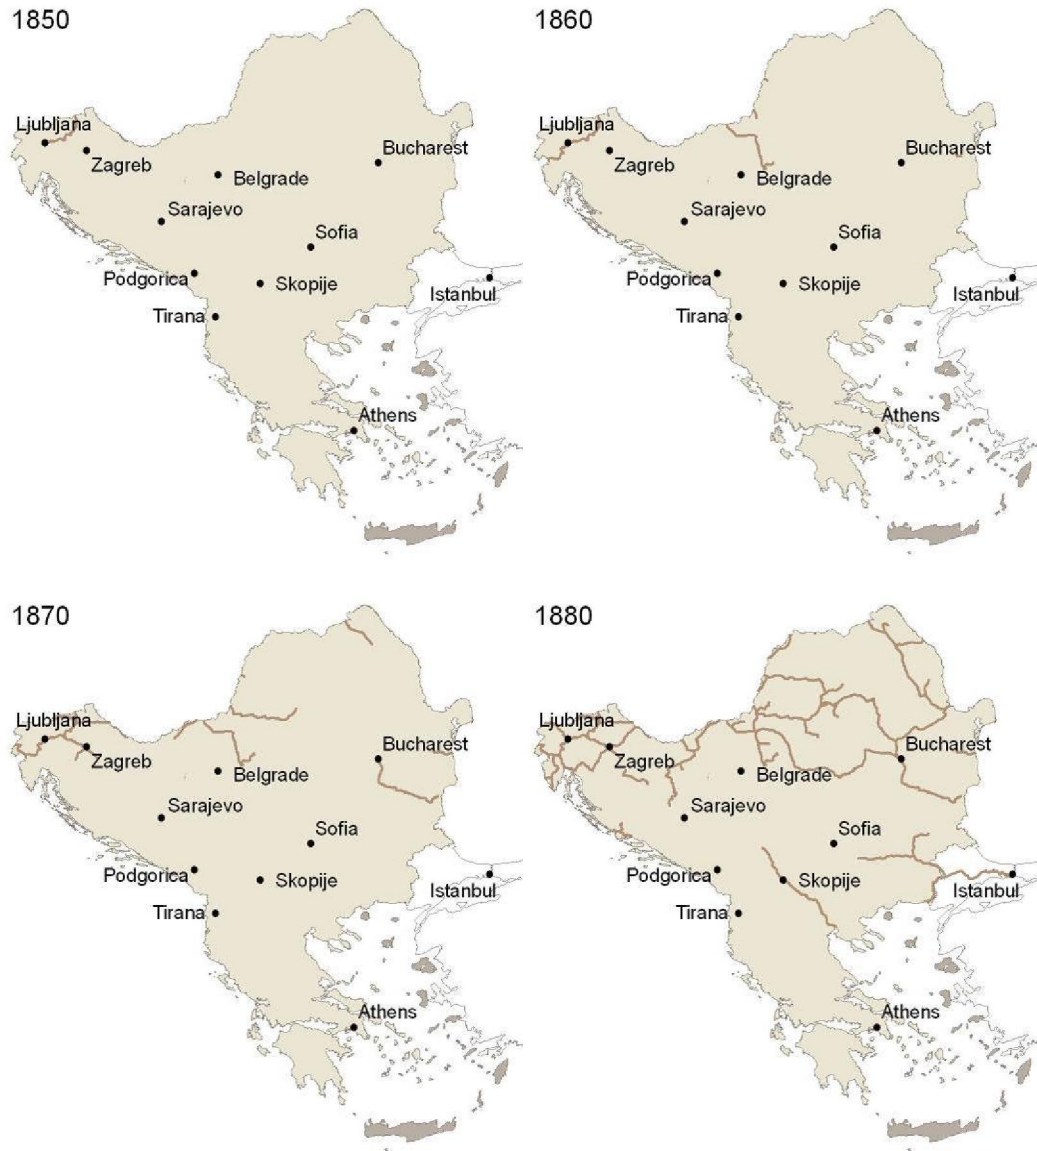 1850
Ljubljana
Zagreb
Bucharest
Belgrade
Sarajevo
Sofia
Podgorica
Skopije
Istanbul
Tirana
Athens
1860
Ljubljana
Zagreb
Bucharest
Belgrade
Sarajevo
Sofia
Podgorica
Skopije
Istanbul
Tirana
Athens
1870
Ljubljana
Zagreb
Bucharest
Belgrade
Sarajevo
Sofia
Podgorica
Skopije
Istanbul
Tirana
Athens
1880
Ljubljana
Zagreb
Bucharest
Belgrade
Sarajevo
Sofia
Podgorica
Skopije
Istanbul
Tirana
Athens